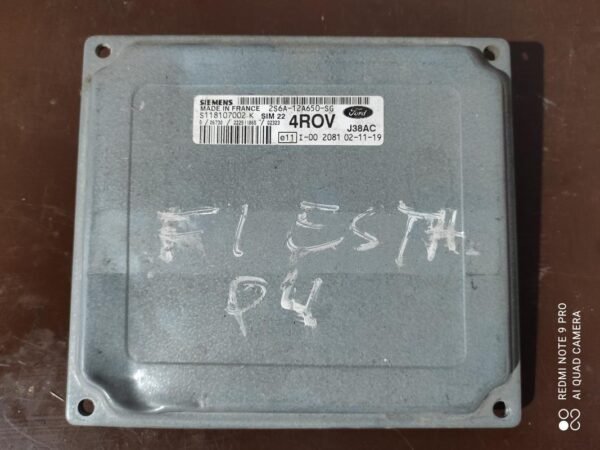 SIEMENS 2S6A-12A650-SG
MADE IN FRANCE
S118107002 K SIM 22 4R0V Ford
J38AC
e11 I-00 2081 02-11-19
FIESTA
04
REDMI NOTE 9 PRO
AI QUAD CAMERA